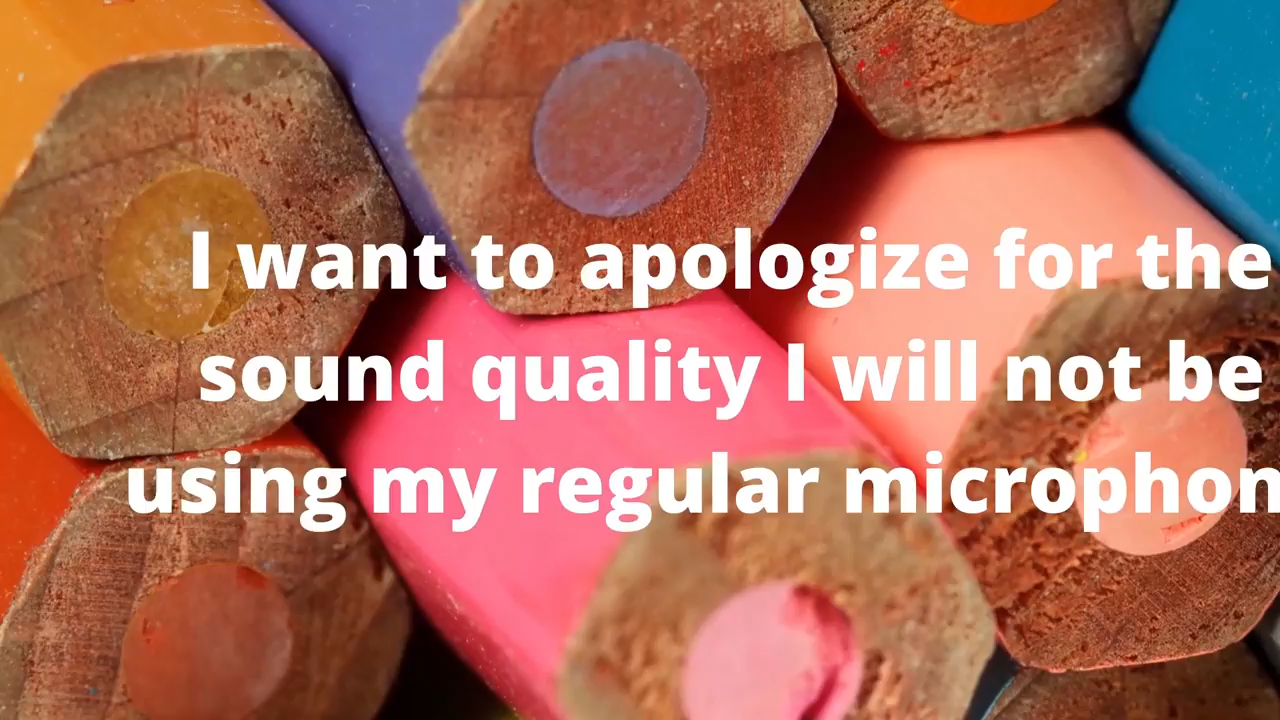 I want to apologize for the
sound quality I will not be
using my regular microphon